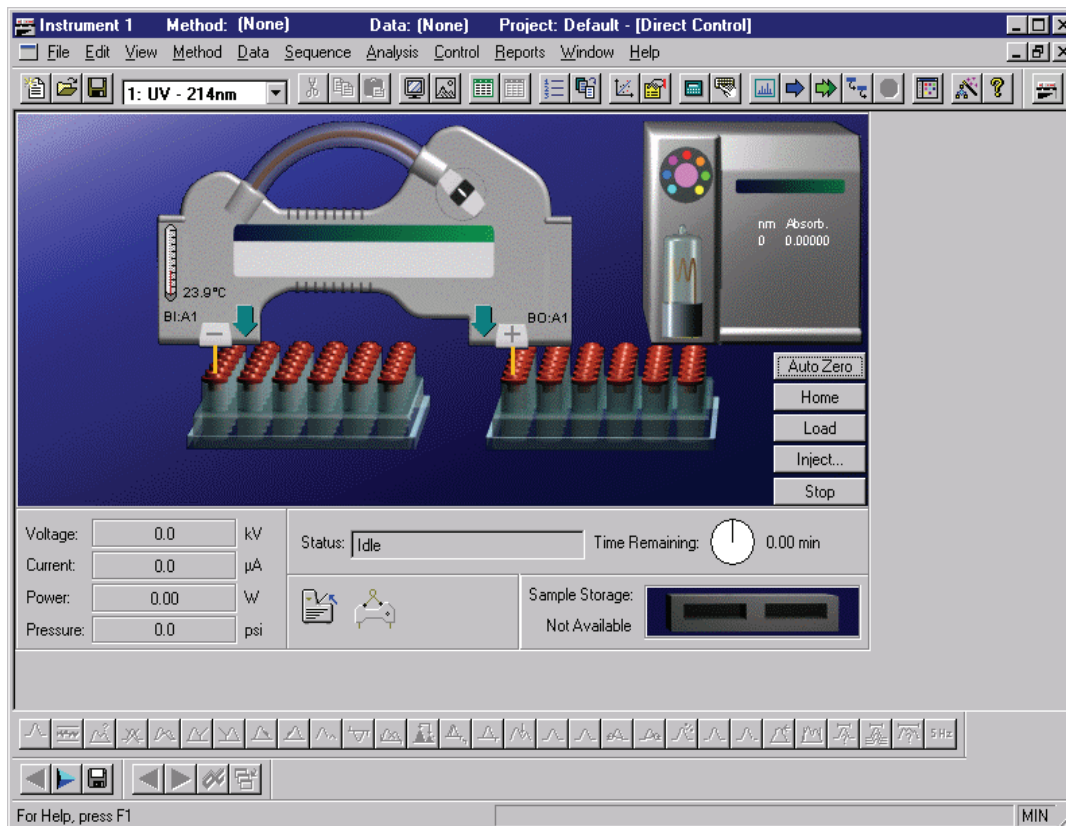 Instrument 1 Method: (None) Data: (None) Project: Default - [Direct Control]
File Edit View Method Data Sequence Analysis Control Reports Window Help
1: UV - 214nm
nm Absorb.
0 0.00000
23.9°C
BI:A1 BO:A1
Auto Zero
Home
Load
Inject...
Stop
Voltage: 0.0 kV
Current: 0.0 µA
Power: 0.00 W
Pressure: 0.0 psi
Status: Idle Time Remaining: 0.00 min
Sample Storage:
Not Available
5Hz
For Help, press F1 MIN